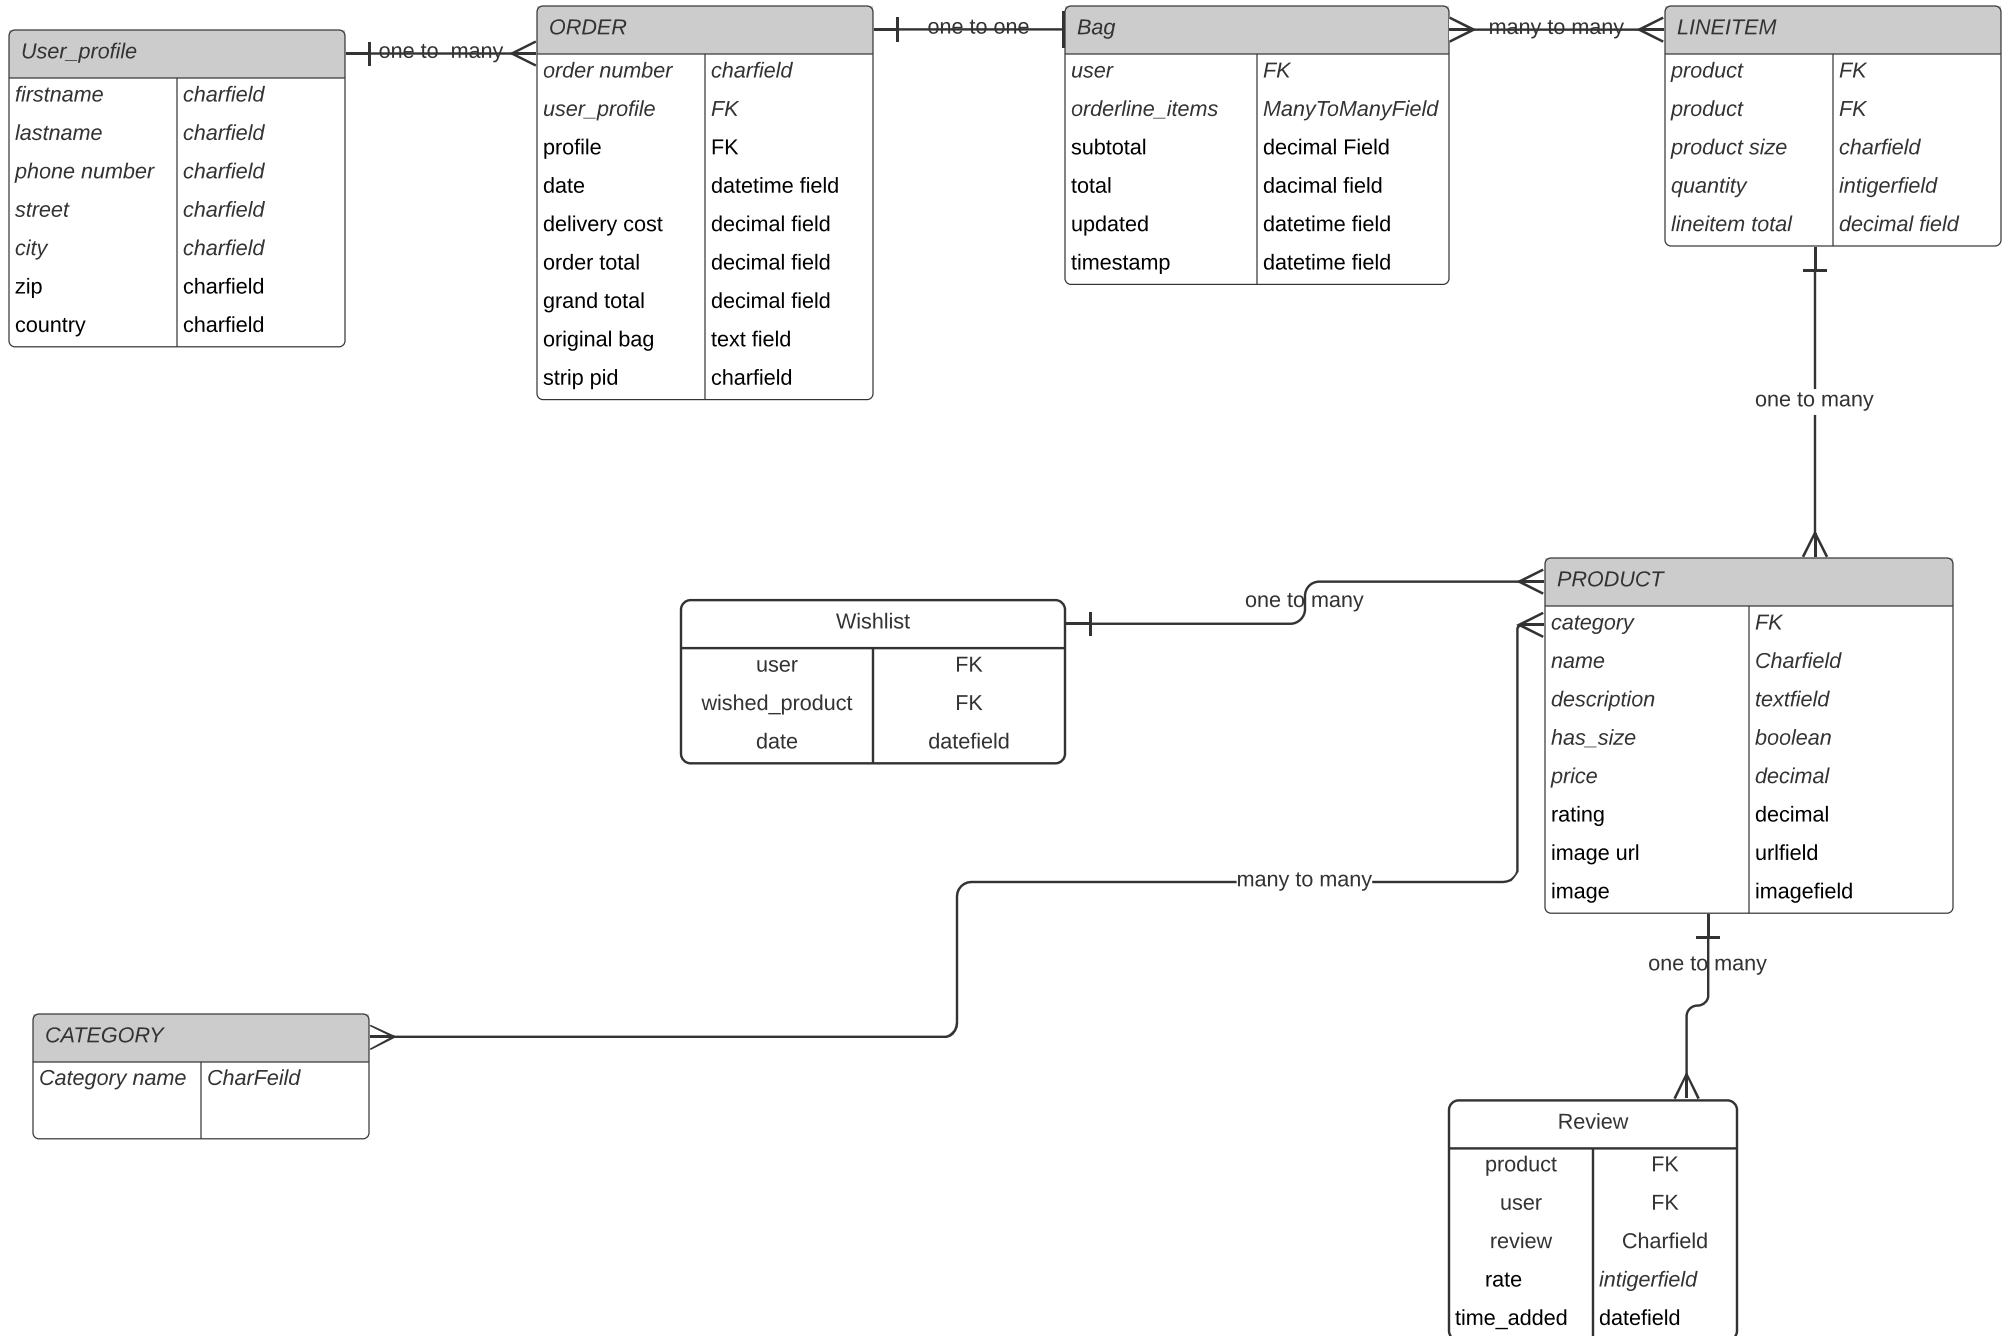 User_profile
firstname charfield
lastname charfield
phone number charfield
street charfield
city charfield
zip charfield
country charfield
one to many
ORDER
order number charfield
user_profile FK
profile FK
date datetime field
delivery cost decimal field
order total decimal field
grand total decimal field
original bag text field
strip pid charfield
one to one
Bag
user FK
orderline_items ManyToManyField
subtotal decimal Field
total dacimal field
updated datetime field
timestamp datetime field
many to many
LINEITEM
product FK
product FK
product size charfield
quantity intigerfield
lineitem total decimal field
one to many
Wishlist
user FK
wished_product FK
date datefield
one to many
PRODUCT
category FK
name Charfield
description textfield
has_size boolean
price decimal
rating decimal
image url urlfield
image imagefield
many to many
CATEGORY
Category name CharFeild
one to many
Review
product FK
user FK
review Charfield
rate intigerfield
time_added datefield